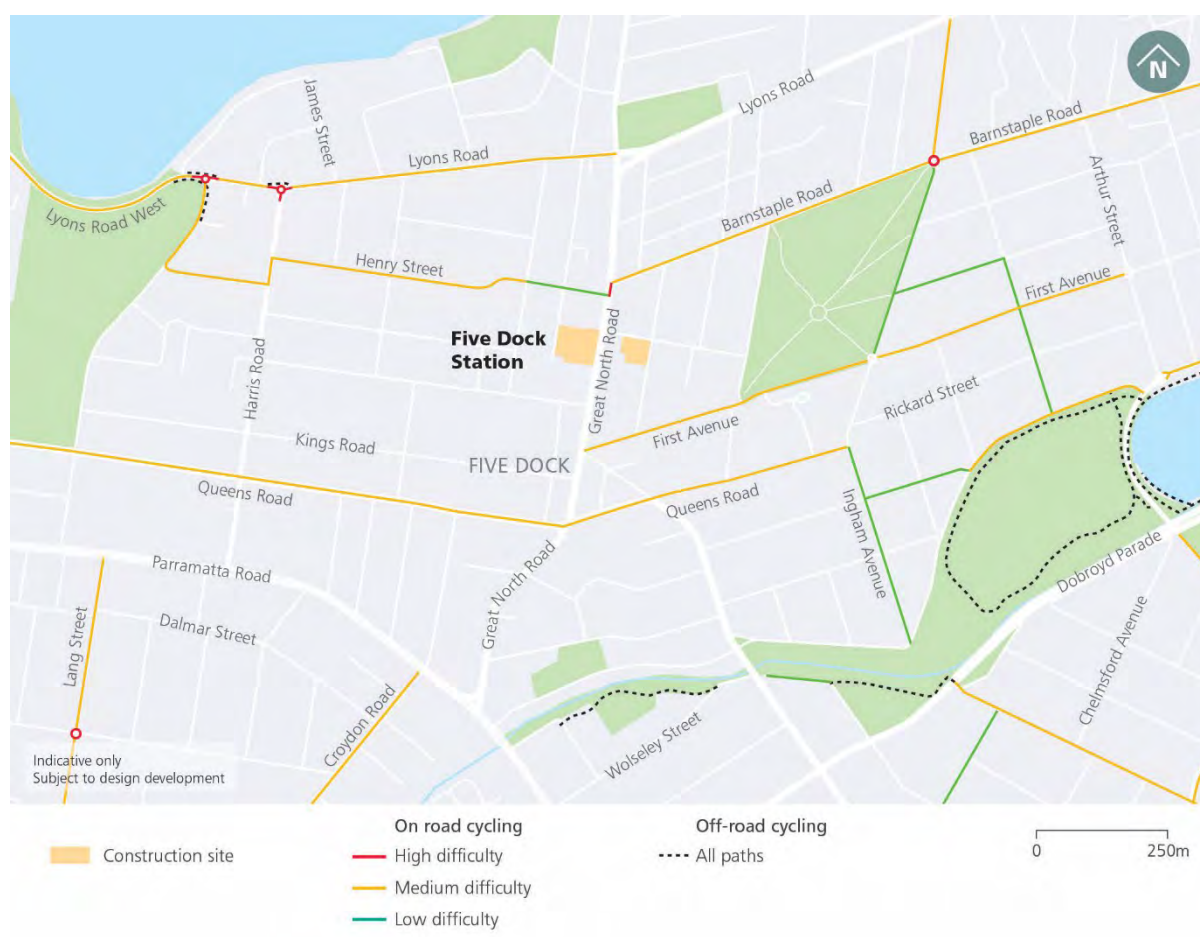 N
James Street
Lyons Road
Barnstaple Road
Lyons Road
Arthur Street
Barnstaple Road
Lyons Road West
Henry Street
First Avenue
Five Dock
Station
Great North Road
Harris Road
Rickard Street
First Avenue
Kings Road
FIVE DOCK
Queens Road
Queens Road
Ingham Avenue
Dobroyd Parade
Parramatta Road
Great North Road
Dalmar Street
Lang Street
Chelmsford Avenue
Croydon Road
Wolseley Street
Indicative only
Subject to design development
On road cycling
Off-road cycling
Construction site
High difficulty
All paths
0
250m
Medium difficulty
Low difficulty